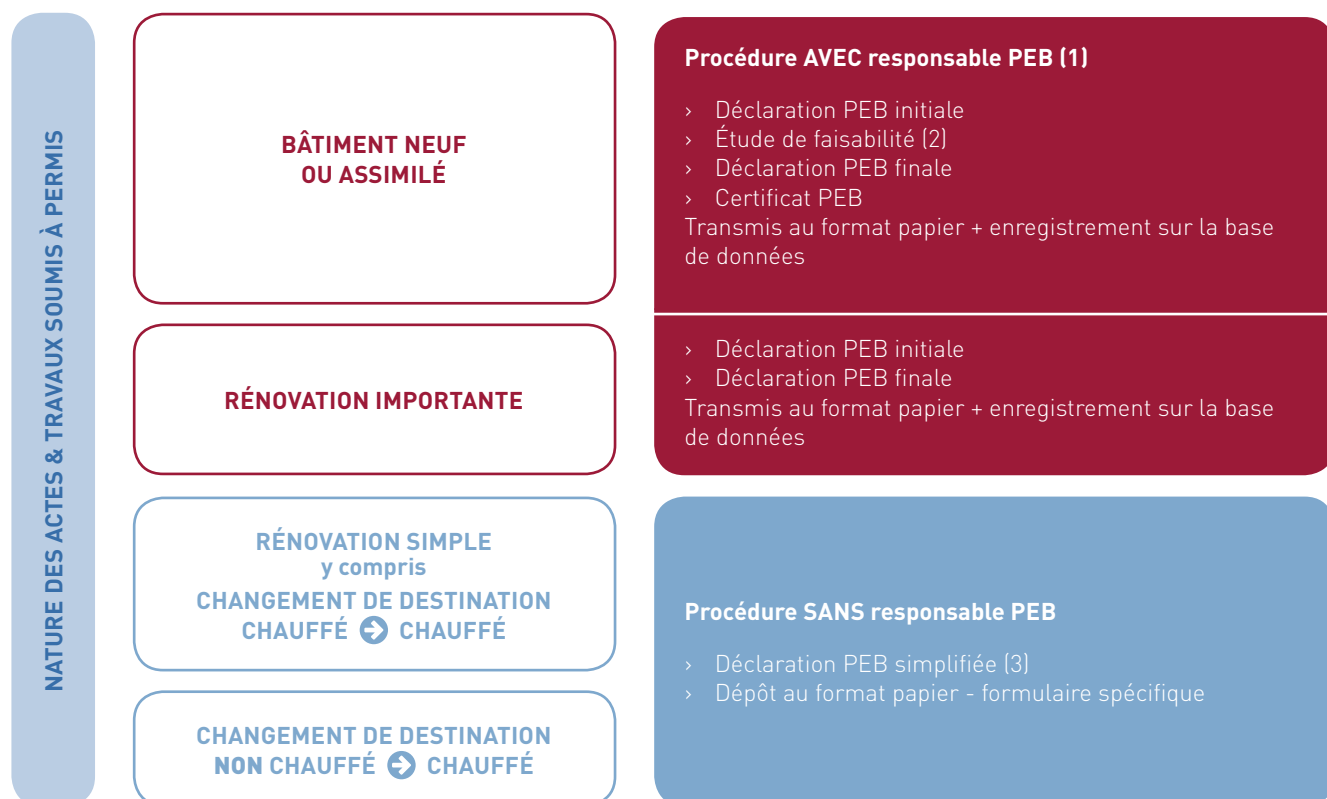 NATURE DES ACTES & TRAVAUX SOUMIS À PERMIS
BÂTIMENT NEUF
OU ASSIMILÉ
Procédure AVEC responsable PEB (1)
› Déclaration PEB initiale
› Étude de faisabilité (2)
› Déclaration PEB finale
› Certificat PEB
Transmis au format papier + enregistrement sur la base
de données
RÉNOVATION IMPORTANTE
› Déclaration PEB initiale
› Déclaration PEB finale
Transmis au format papier + enregistrement sur la base
de données
RÉNOVATION SIMPLE
y compris
CHANGEMENT DE DESTINATION
CHAUFFÉ ➔ CHAUFFÉ
CHANGEMENT DE DESTINATION
NON CHAUFFÉ ➔ CHAUFFÉ
Procédure SANS responsable PEB
› Déclaration PEB simplifiée (3)
› Dépôt au format papier - formulaire spécifique